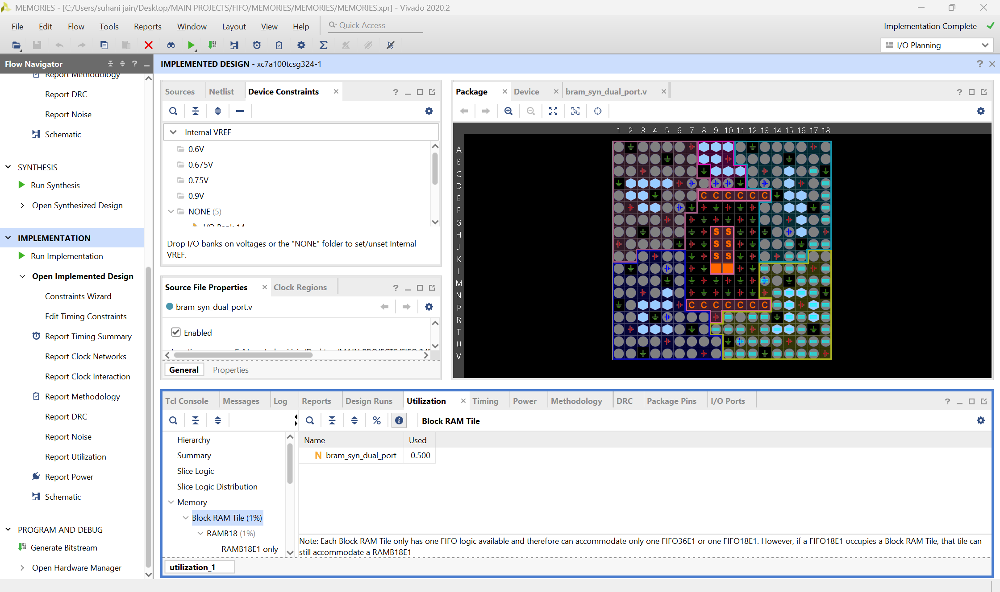 MEMORIES - [C:/Users/suhani jain/Desktop/MAIN PROJECTS/FIFO/MEMORIES/MEMORIES/MEMORIES.xpr] - Vivado 2020.2
File Edit Flow Tools Reports Window Layout View Help Quick Access
Implementation Complete
I/O Planning
Flow Navigator
Report Methodology
Report DRC
Report Noise
Schematic
SYNTHESIS
Run Synthesis
Open Synthesized Design
IMPLEMENTATION
Run Implementation
Open Implemented Design
Constraints Wizard
Edit Timing Constraints
Report Timing Summary
Report Clock Networks
Report Clock Interaction
Report Methodology
Report DRC
Report Noise
Report Utilization
Report Power
Schematic
PROGRAM AND DEBUG
Generate Bitstream
Open Hardware Manager
IMPLEMENTED DESIGN - xc7a100tcsg324-1
Sources Netlist Device Constraints
Internal VREF
0.6V
0.675V
0.75V
0.9V
NONE (5)
I/O Bank 14
Drop I/O banks on voltages or the "NONE" folder to set/unset Internal
VREF.
Source File Properties Clock Regions
bram_syn_dual_port.v
Enabled
General Properties
Package Device bram_syn_dual_port.v
1 2 3 4 5 6 7 8 9 10 11 12 13 14 15 16 17 18
A
B
C
D
E C C C C C C
F
G
H S S
J S S
K S S
L
M
N
P C C C C C C C
R
T
U
V
Tcl Console Messages Log Reports Design Runs Utilization Timing Power Methodology DRC Package Pins I/O Ports
Hierarchy
Summary
Slice Logic
Slice Logic Distribution
Memory
Block RAM Tile (1%)
RAMB18 (1%)
RAMB18E1 only
% Block RAM Tile
Name Used
N bram_syn_dual_port 0.500
Note: Each Block RAM Tile only has one FIFO logic available and therefore can accommodate only one FIFO36E1 or one FIFO18E1. However, if a FIFO18E1 occupies a Block RAM Tile, that tile can
still accommodate a RAMB18E1
utilization_1